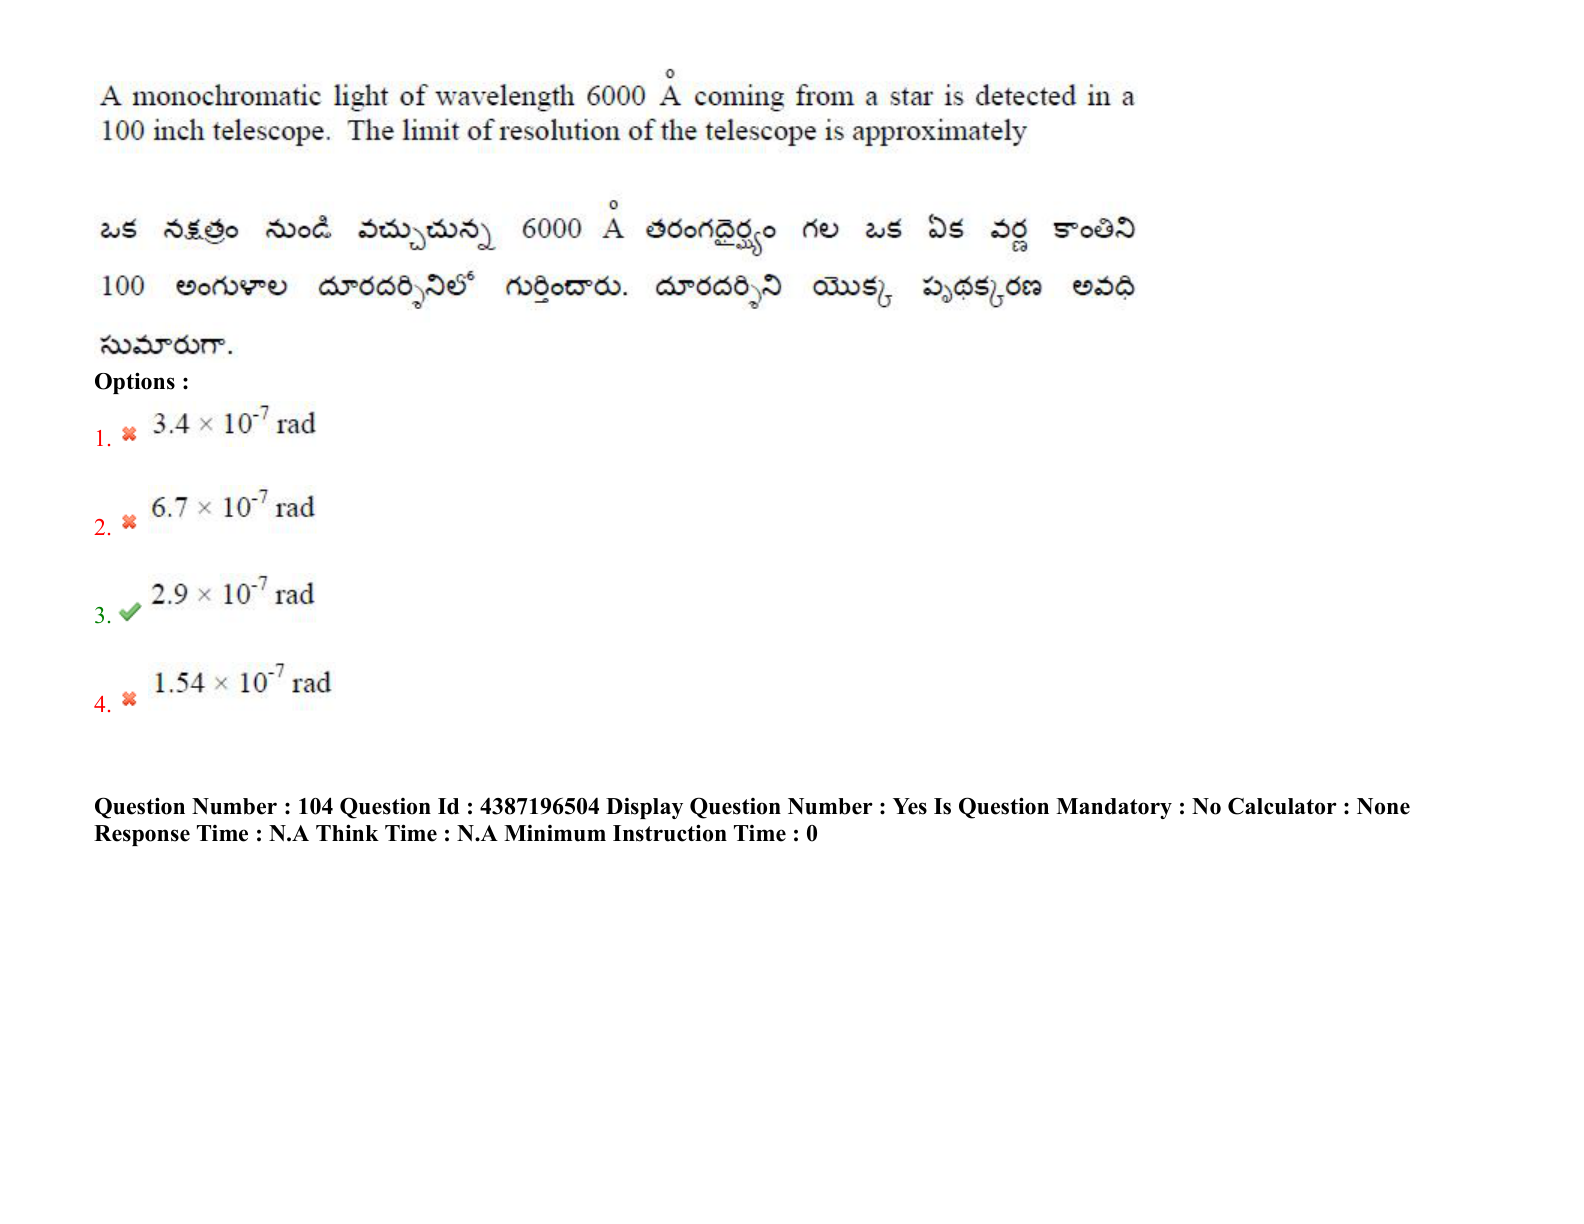 A monochromatic light of wavelength 6000 Å coming from a star is detected in a
100 inch telescope. The limit of resolution of the telescope is approximately
ఒక నక్షత్రం నుండి వచ్చుచున్న 6000 Å తరంగదైర్ఘ్యం గల ఒక ఏక వర్ణ కాంతిని
100 అంగుళాల దూరదర్శినిలో గుర్తించారు. దూరదర్శిని యొక్క పృథక్కరణ అవధి
సుమారుగా.
Options :
1. 3.4 × 10⁻⁷ rad
2. 6.7 × 10⁻⁷ rad
3. 2.9 × 10⁻⁷ rad
4. 1.54 × 10⁻⁷ rad
Question Number : 104 Question Id : 4387196504 Display Question Number : Yes Is Question Mandatory : No Calculator : None
Response Time : N.A Think Time : N.A Minimum Instruction Time : 0